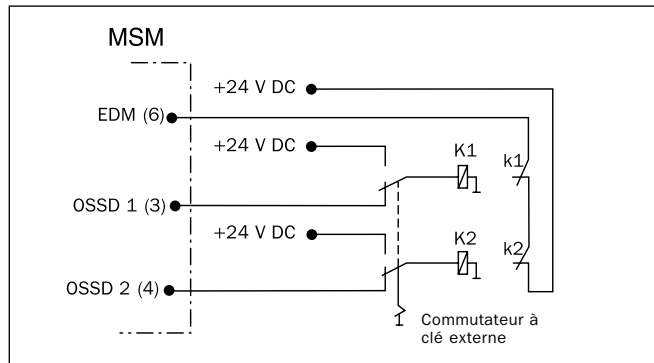 MSM
+24 V DC
EDM (6)
+24 V DC
K1
k1
OSSD 1 (3)
+24 V DC
K2
k2
OSSD 2 (4)
Commutateur à
clé externe